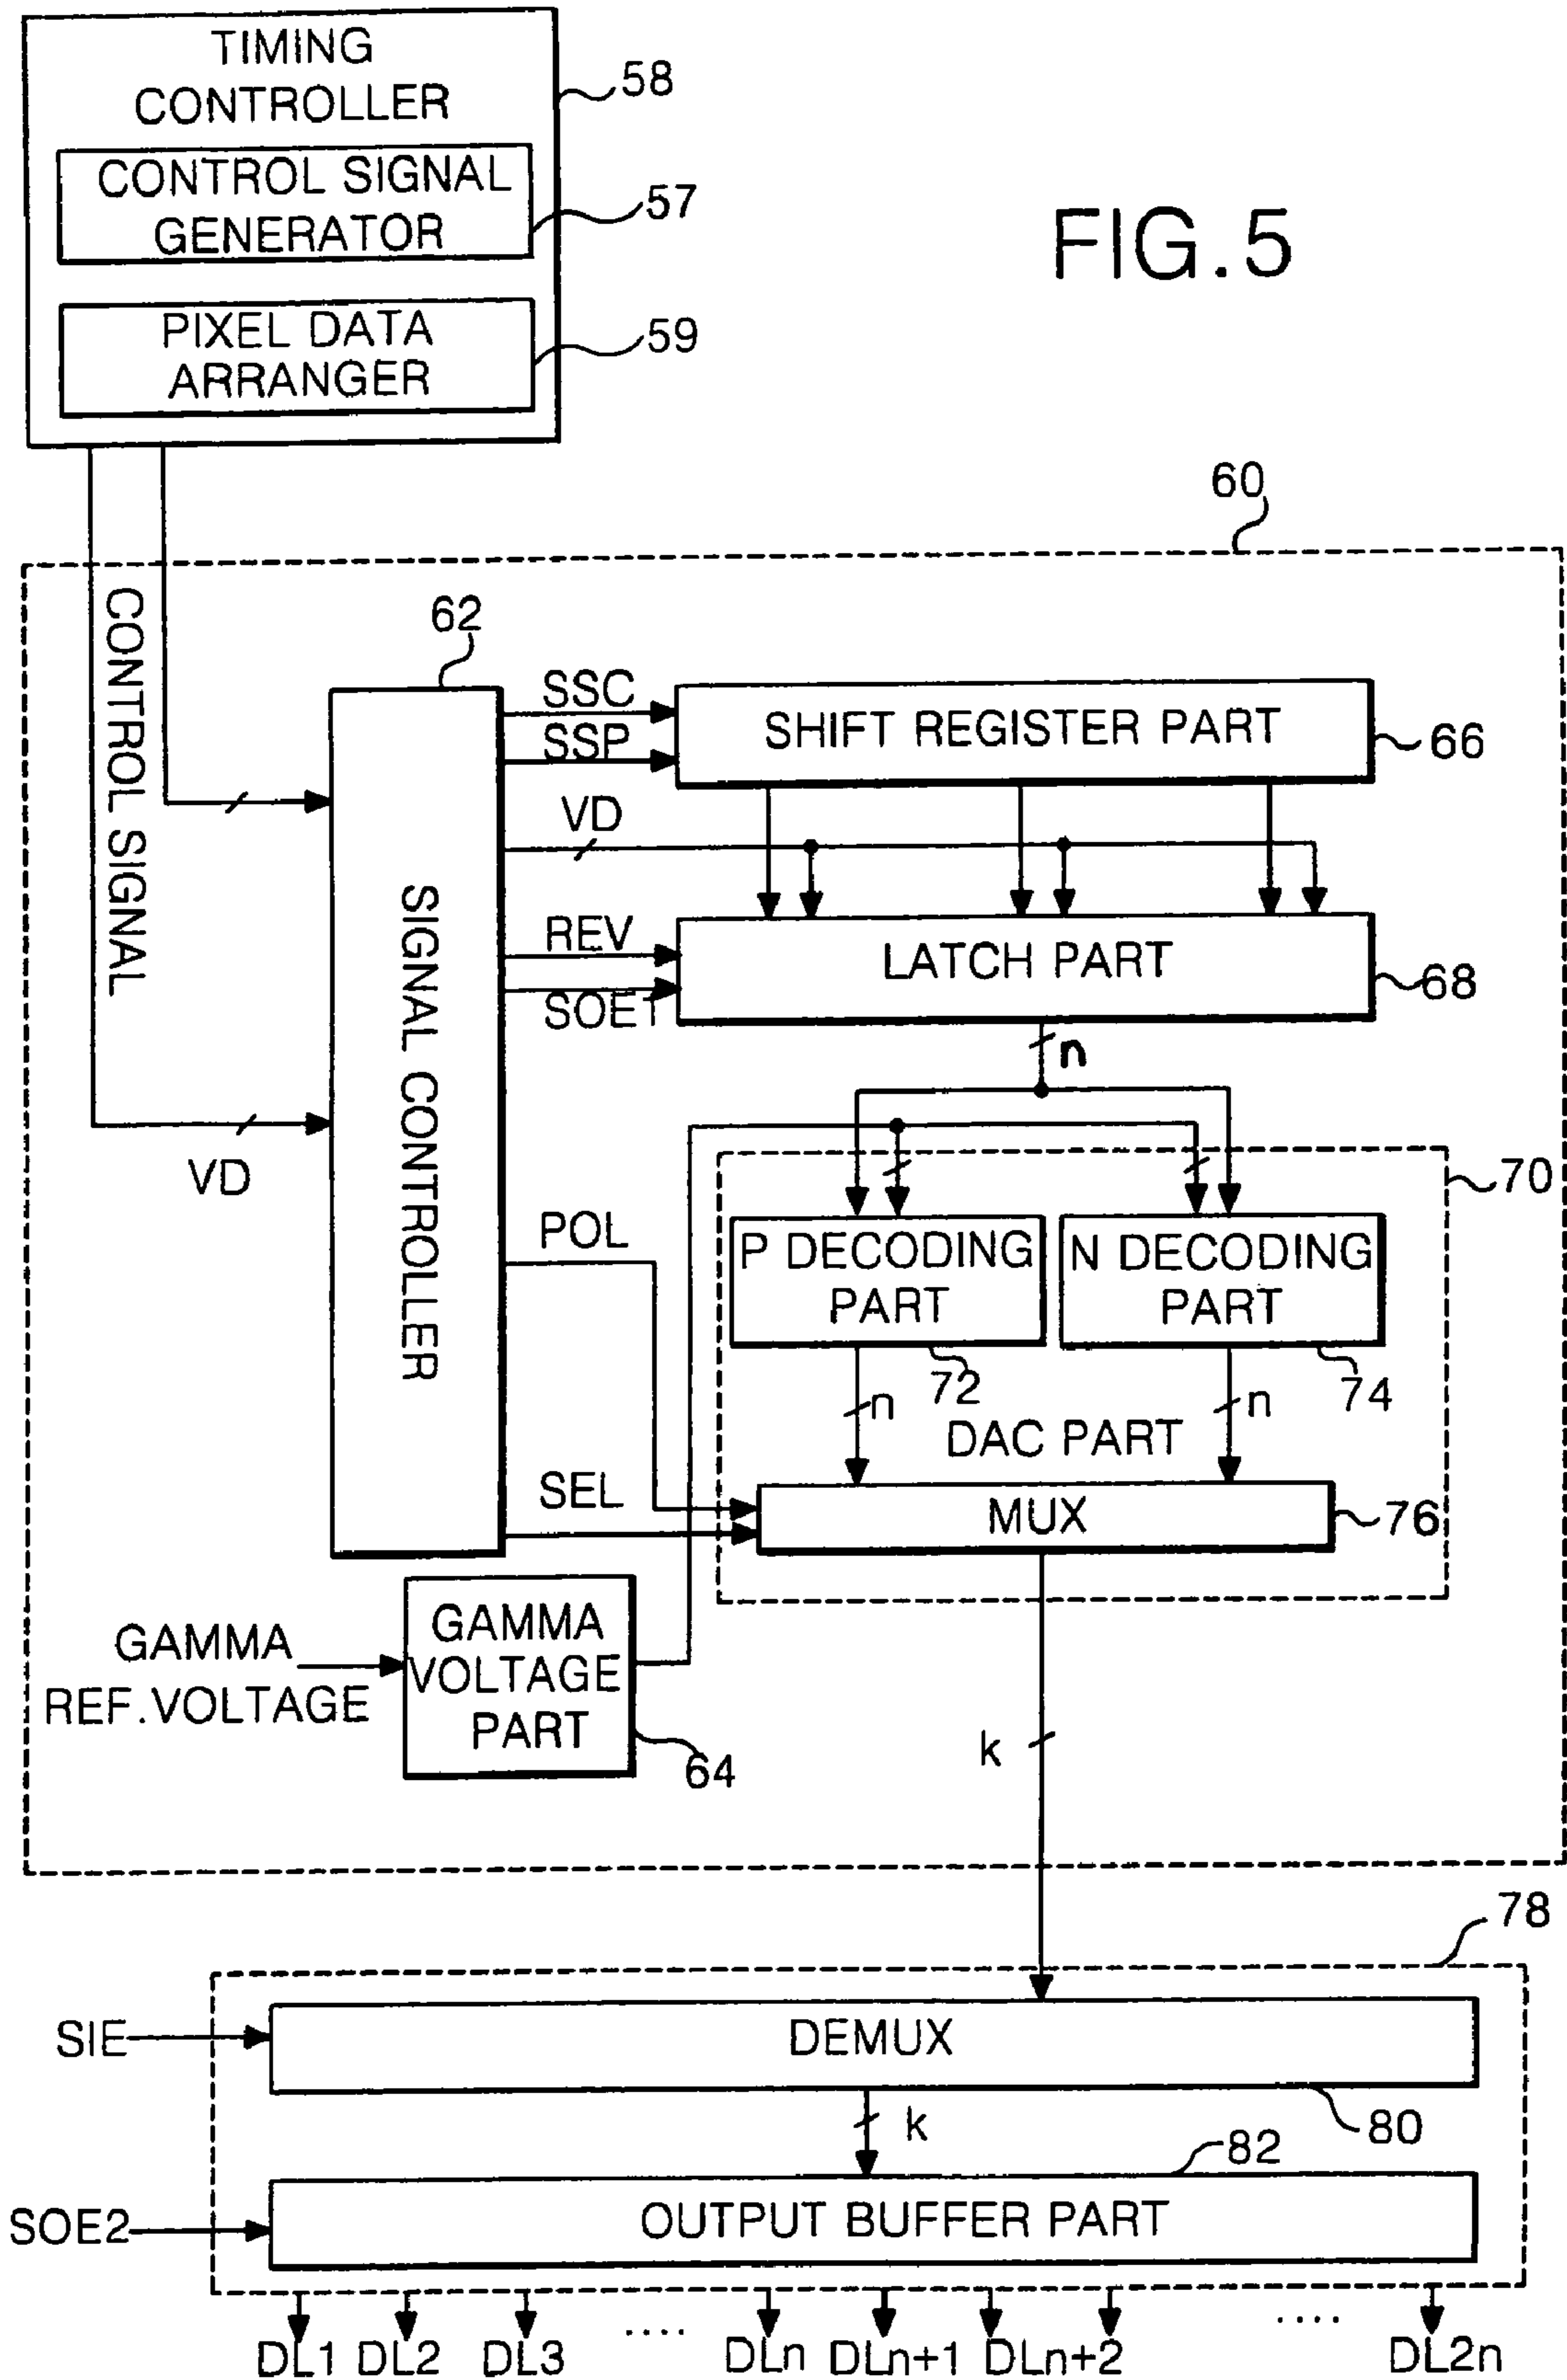 TIMING
CONTROLLER
58
CONTROL SIGNAL
GENERATOR
57
PIXEL DATA
ARRANGER
59
FIG.5
60
CONTROL SIGNAL
VD
62
SIGNAL CONTROLLER
SSC
SSP
SHIFT REGISTER PART
66
VD
REV
SOE1
LATCH PART
68
n
70
POL
P DECODING
PART
72
N DECODING
PART
74
n
n
DAC PART
SEL
MUX
76
GAMMA
REF.VOLTAGE
GAMMA
VOLTAGE
PART
64
k
78
SIE
DEMUX
80
k
82
SOE2
OUTPUT BUFFER PART
DL1 DL2 DL3 .... DLn DLn+1 DLn+2 .... DL2n